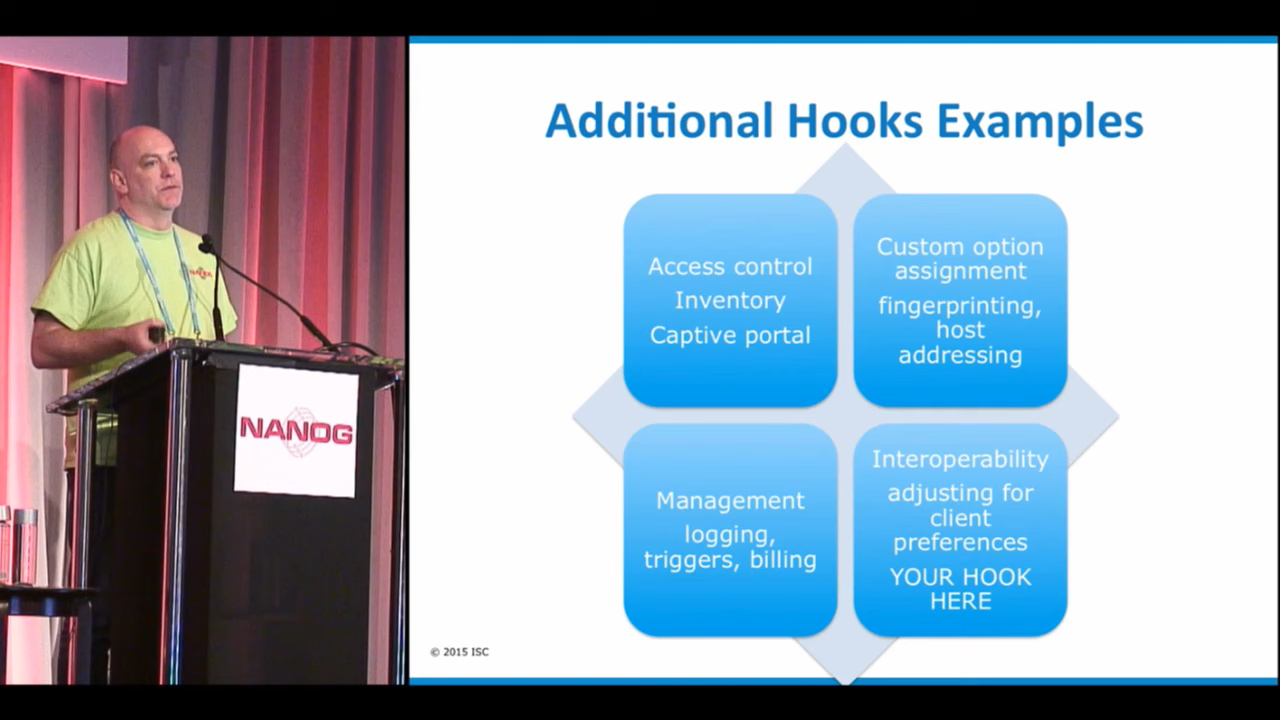 Additional Hooks Examples
Access control
Inventory
Captive portal
Custom option
assignment
fingerprinting,
host
addressing
Management
logging,
triggers, billing
Interoperability
adjusting for
client
preferences
YOUR HOOK
HERE
© 2015 ISC
NANOG